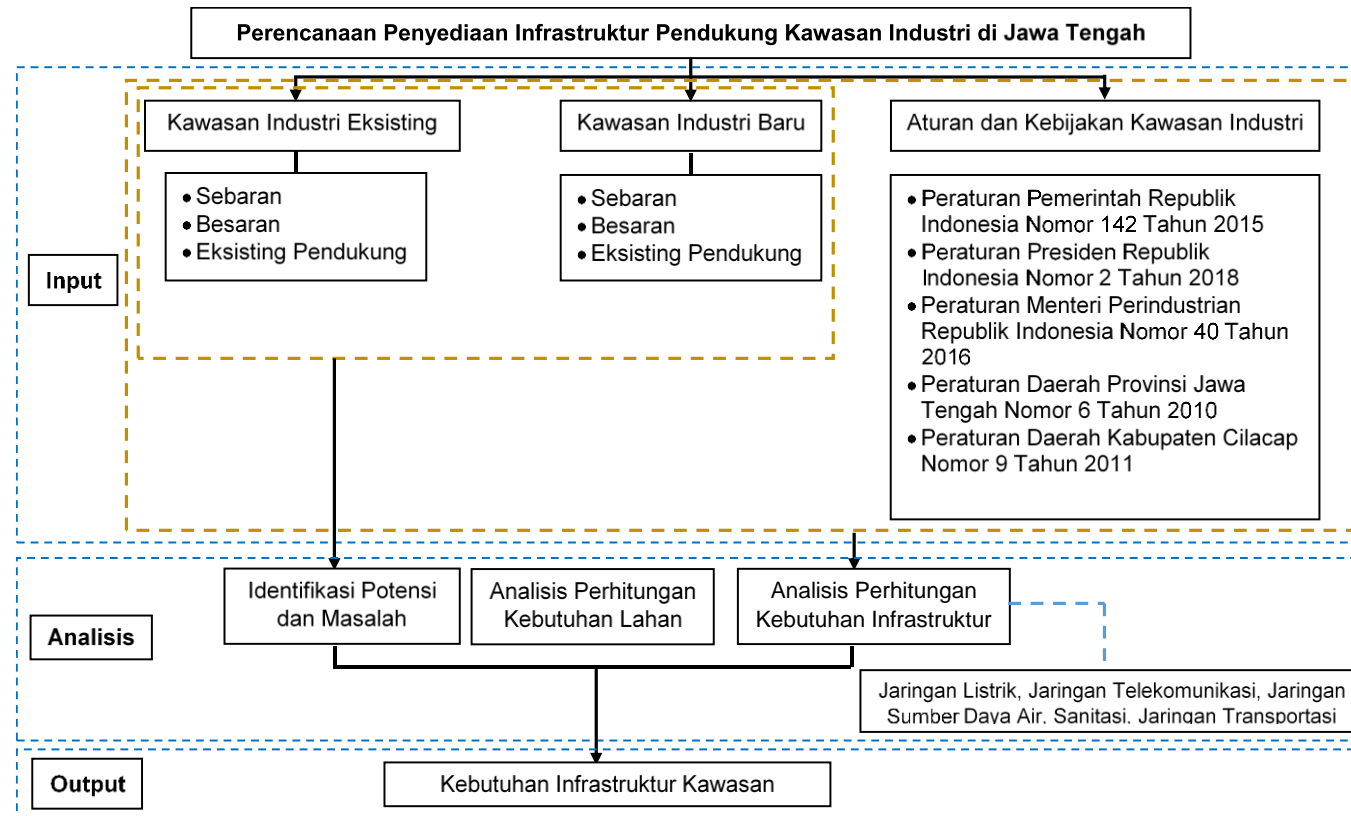 Perencanaan Penyediaan Infrastruktur Pendukung Kawasan Industri di Jawa Tengah
Kawasan Industri Eksisting
Kawasan Industri Baru
Aturan dan Kebijakan Kawasan Industri
• Sebaran
• Besaran
• Eksisting Pendukung
• Sebaran
• Besaran
• Eksisting Pendukung
• Peraturan Pemerintah Republik
Indonesia Nomor 142 Tahun 2015
• Peraturan Presiden Republik
Indonesia Nomor 2 Tahun 2018
• Peraturan Menteri Perindustrian
Republik Indonesia Nomor 40 Tahun
2016
• Peraturan Daerah Provinsi Jawa
Tengah Nomor 6 Tahun 2010
• Peraturan Daerah Kabupaten Cilacap
Nomor 9 Tahun 2011
Input
Identifikasi Potensi
dan Masalah
Analisis Perhitungan
Kebutuhan Lahan
Analisis Perhitungan
Kebutuhan Infrastruktur
Analisis
Jaringan Listrik, Jaringan Telekomunikasi, Jaringan
Sumber Daya Air, Sanitasi, Jaringan Transportasi
Output
Kebutuhan Infrastruktur Kawasan